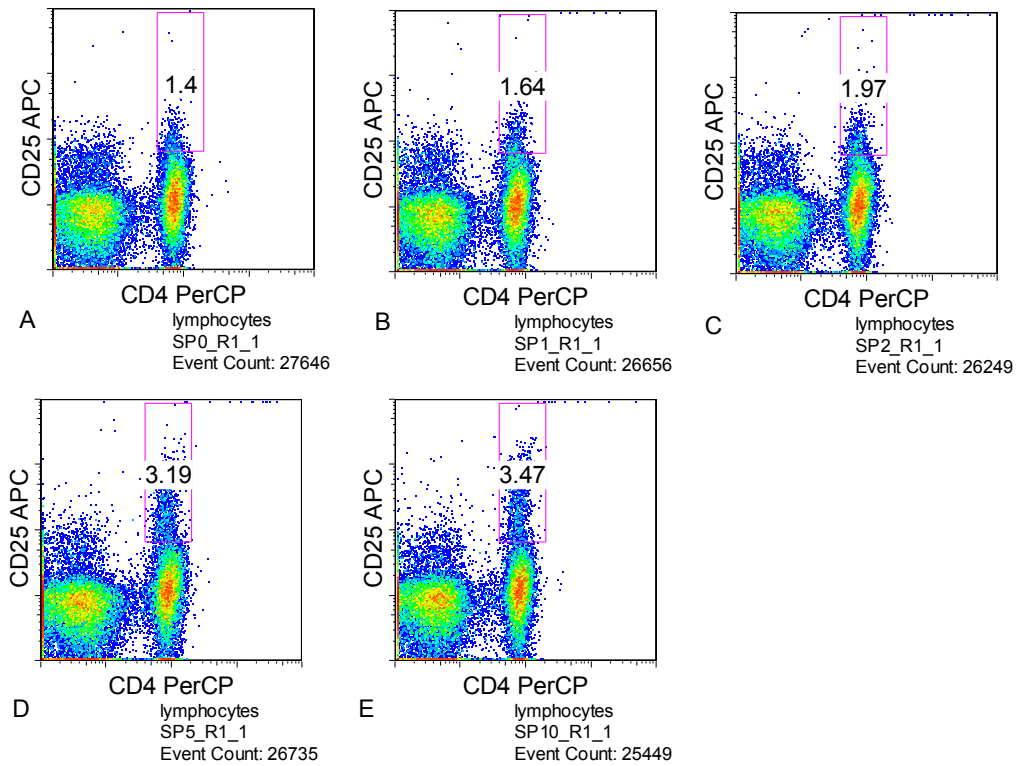 CD25 APC
1.4
CD4 PerCP
A
lymphocytes
SP0_R1_1
Event Count: 27646
CD25 APC
1.64
CD4 PerCP
B
lymphocytes
SP1_R1_1
Event Count: 26656
CD25 APC
1.97
CD4 PerCP
C
lymphocytes
SP2_R1_1
Event Count: 26249
CD25 APC
3.19
CD4 PerCP
D
lymphocytes
SP5_R1_1
Event Count: 26735
CD25 APC
3.47
CD4 PerCP
E
lymphocytes
SP10_R1_1
Event Count: 25449